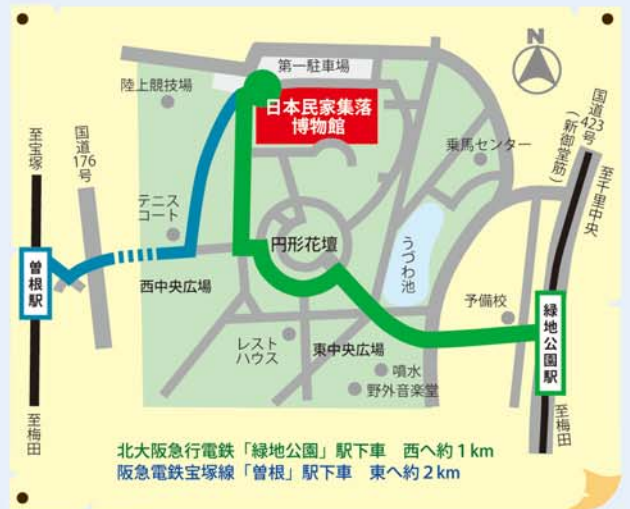 N
第一駐車場
陸上競技場
日本民家集落
博物館
国道423号
(新御堂筋)
至千里中央
乗馬センター
至宝塚
国道176号
テニス
コート
円形花壇
うづわ池
曽根駅
西中央広場
予備校
緑地公園駅
レスト
ハウス
東中央広場
噴水
野外音楽堂
至梅田
至梅田
北大阪急行電鉄「緑地公園」駅下車 西へ約1km
阪急電鉄宝塚線「曽根」駅下車 東へ約2km